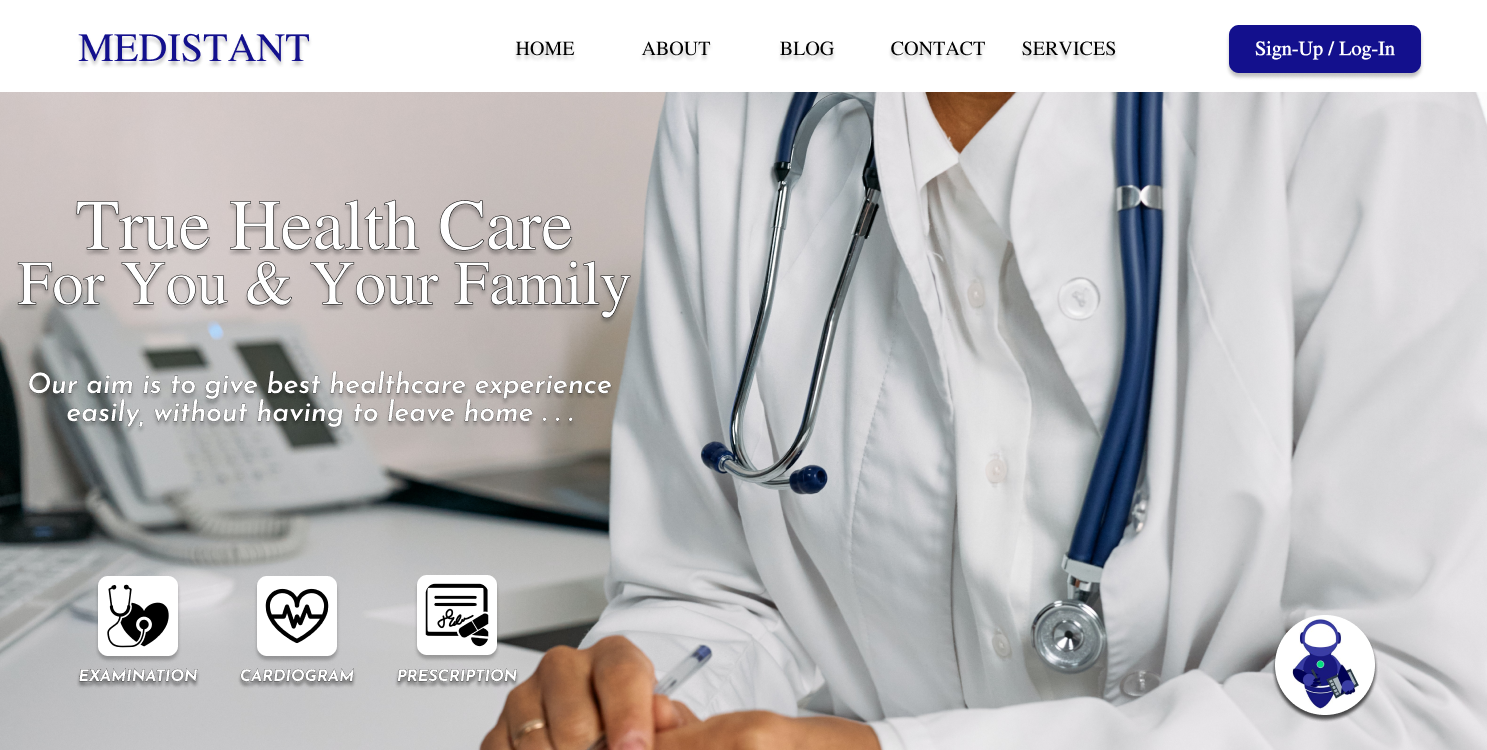 MEDISTANT
HOME ABOUT BLOG CONTACT SERVICES
Sign-Up / Log-In
True Health Care
For You & Your Family
Our aim is to give best healthcare experience
easily, without having to leave home . . .
EXAMINATION CARDIOGRAM PRESCRIPTION